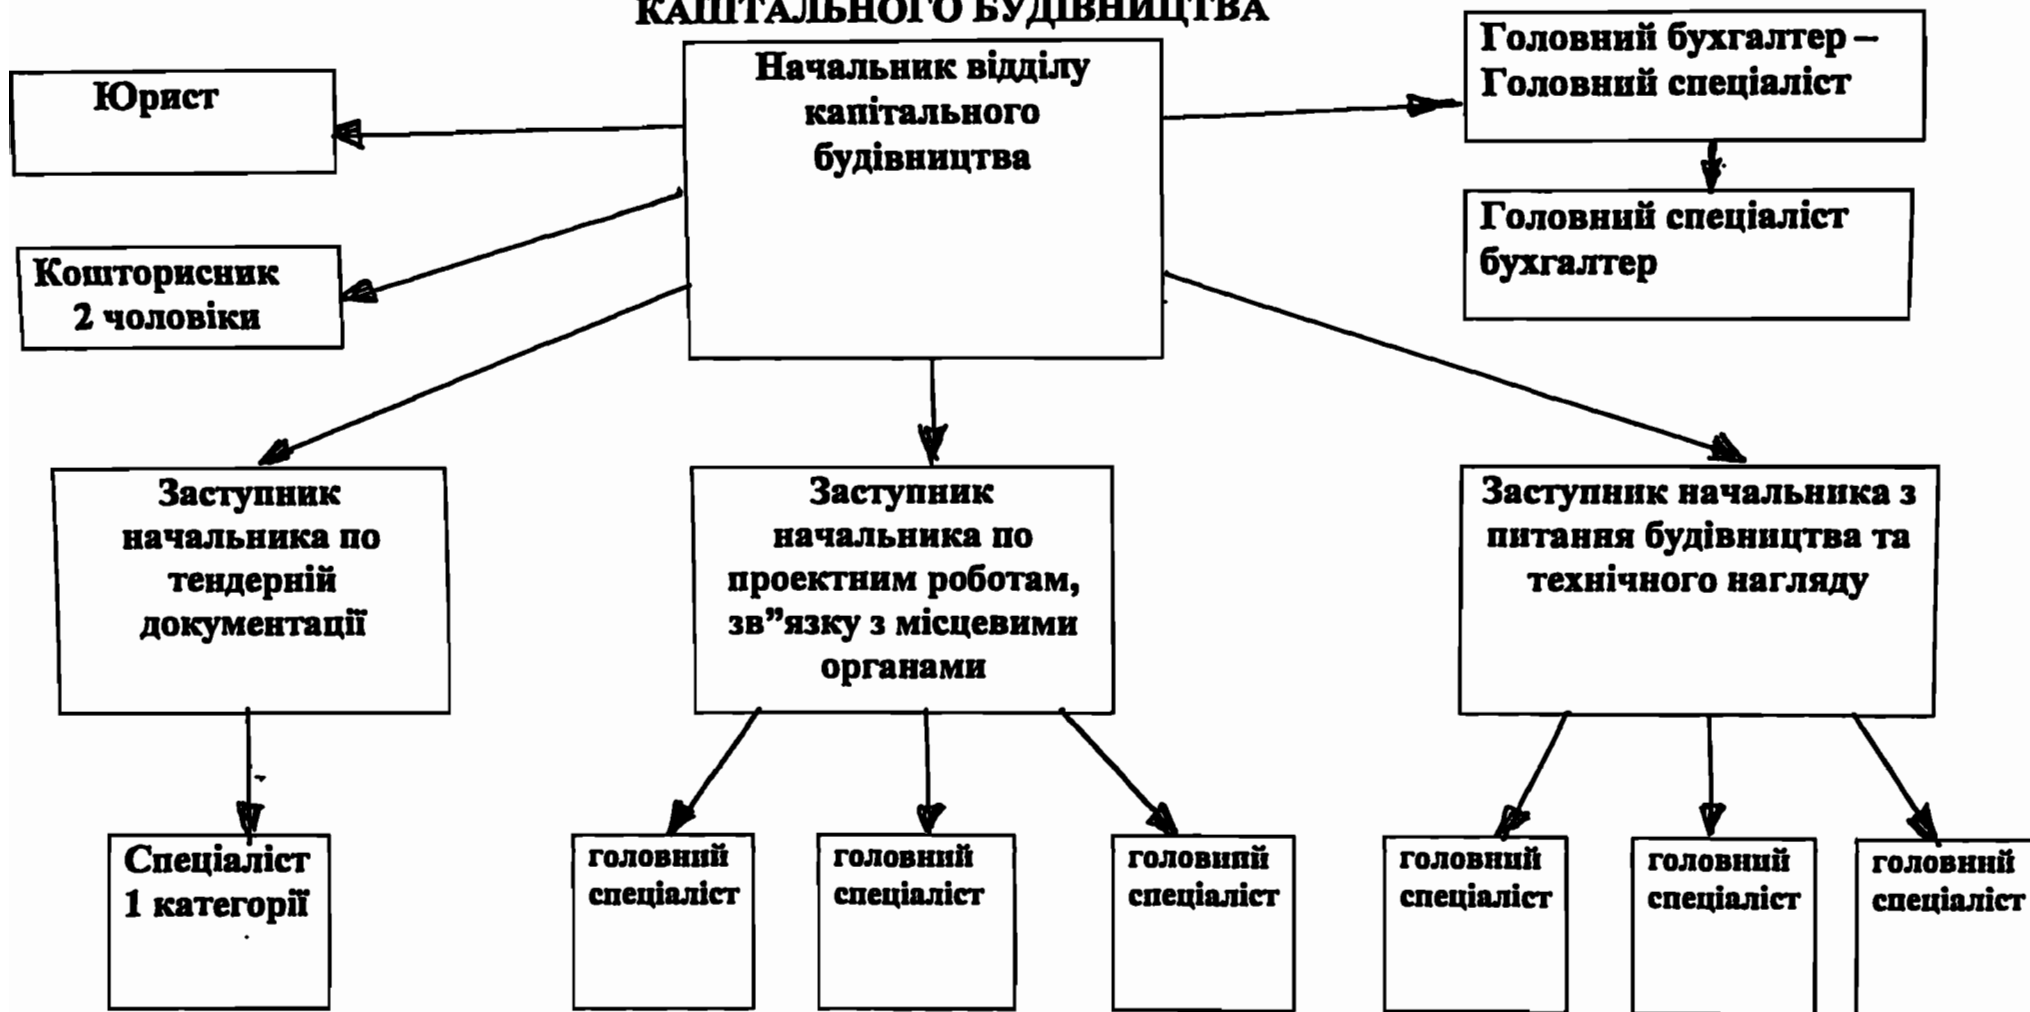 КАПІТАЛЬНОГО БУДІВНИЦТВА
Юрист
Начальник відділу
капітального
будівництва
Головний бухгалтер –
Головний спеціаліст
Головний спеціаліст
бухгалтер
Кошторисник
2 чоловіки
Заступник
начальника по
тендерній
документації
Заступник
начальника по
проектним роботам,
зв”язку з місцевими
органами
Заступник начальника з
питання будівництва та
технічного нагляду
Спеціаліст
1 категорії
головний
спеціаліст
головний
спеціаліст
головний
спеціаліст
головний
спеціаліст
головний
спеціаліст
головний
спеціаліст